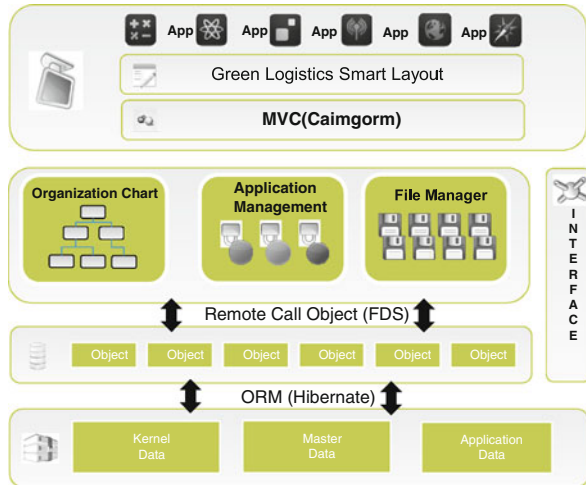 App App App App App
Green Logistics Smart Layout
MVC(Caimgorm)
Organization Chart
Application
Management
File Manager
INTERFACE
Remote Call Object (FDS)
Object Object Object Object Object Object
ORM (Hibernate)
Kernel
Data
Master
Data
Application
Data